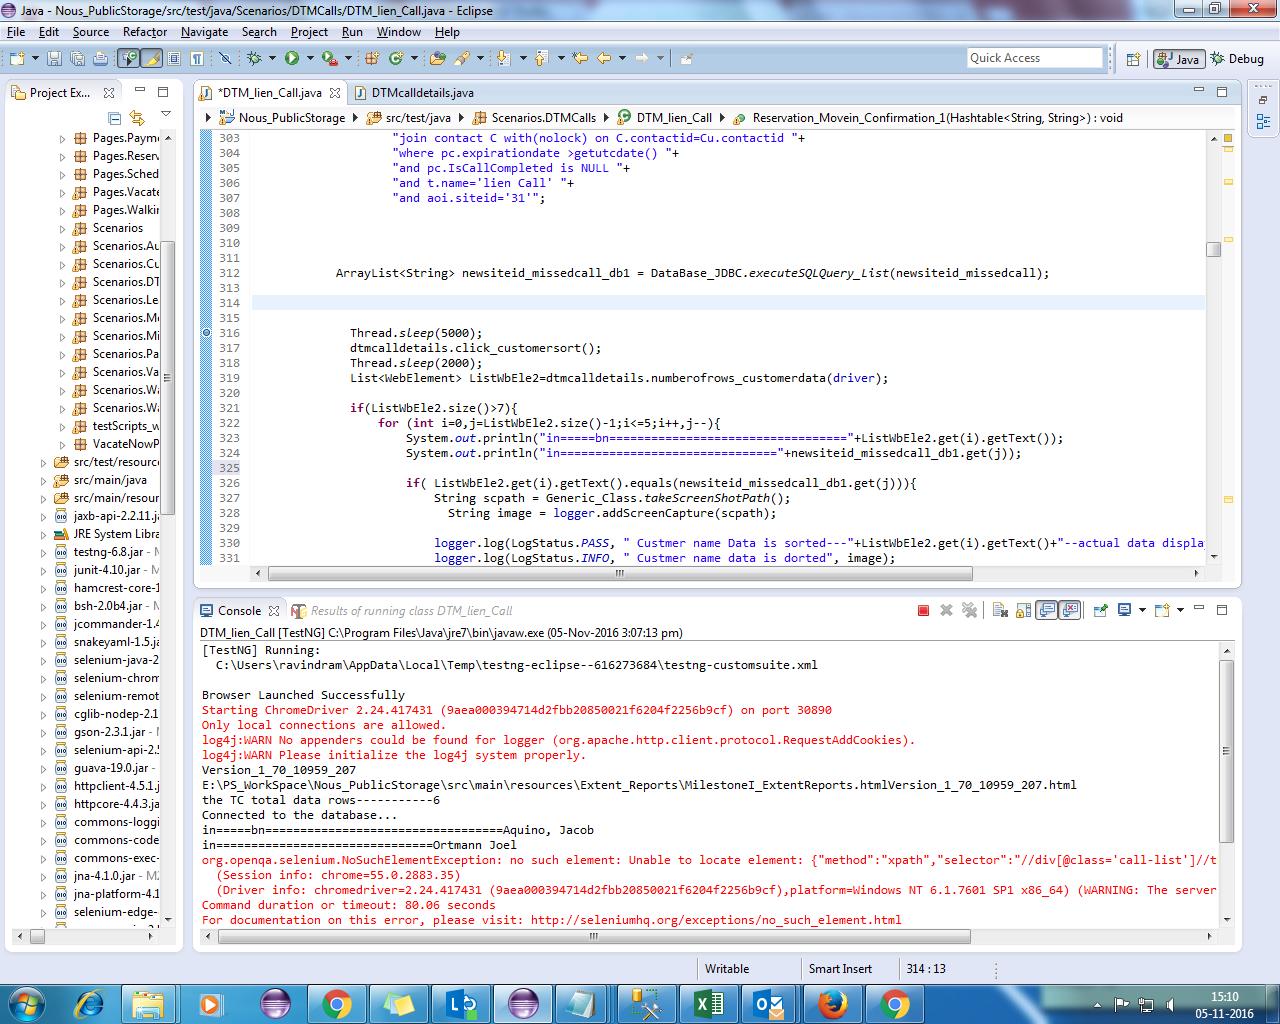 Java - Nous_PublicStorage/src/test/java/Scenarios/DTMCalls/DTM_lien_Call.java - Eclipse
File Edit Source Refactor Navigate Search Project Run Window Help
Quick Access
Java
Debug
Project Ex...
Pages.Paym
Pages.Reser
Pages.Sched
Pages.Vacate
Pages.Walkin
Scenarios
Scenarios.Au
Scenarios.Cu
Scenarios.DT
Scenarios.Le
Scenarios.Mo
Scenarios.Mi
Scenarios.Pa
Scenarios.Va
Scenarios.Wa
Scenarios.Wa
testScripts_w
VacateNowP
src/test/resourc
src/main/java
src/main/resour
jaxb-api-2.2.11.ja
JRE System Libra
testng-6.8.jar - M
junit-4.10.jar - M
hamcrest-core-1
bsh-2.0b4.jar - M
jcommander-1.4
snakeyaml-1.5.ja
selenium-java-2
selenium-chrom
selenium-remot
cglib-nodep-2.1
gson-2.3.1.jar - M
selenium-api-2.5
guava-19.0.jar -
httpclient-4.5.1.j
httpcore-4.4.3.ja
commons-loggi
commons-code
commons-exec-
jna-4.1.0.jar - M2
jna-platform-4.1
selenium-edge-
*DTM_lien_Call.java
DTMcalldetails.java
Nous_PublicStorage src/test/java Scenarios.DTMCalls DTM_lien_Call Reservation_Movein_Confirmation_1(Hashtable<String, String>) : void
303 "join contact C with(nolock) on C.contactid=Cu.contactid "+
304 "where pc.expirationdate >getutcdate() "+
305 "and pc.IsCallCompleted is NULL "+
306 "and t.name='lien Call' "+
307 "and aoi.siteid='31'";
308
309
310
311
312 ArrayList<String> newsiteid_missedcall_db1 = DataBase_JDBC.executeSQLQuery_List(newsiteid_missedcall);
313
314
315
316 Thread.sleep(5000);
317 dtmcalldetails.click_customersort();
318 Thread.sleep(2000);
319 List<WebElement> ListWbEle2=dtmcalldetails.numberofrows_customerdata(driver);
320
321 if(ListWbEle2.size()>7){
322 for (int i=0,j=ListWbEle2.size()-1;i<=5;i++,j--){
323 System.out.println("in=====bn==================================="+ListWbEle2.get(i).getText());
324 System.out.println("in==============================="+newsiteid_missedcall_db1.get(j));
325
326 if( ListWbEle2.get(i).getText().equals(newsiteid_missedcall_db1.get(j))){
327 String scpath = Generic_Class.takeScreenShotPath();
328 String image = logger.addScreenCapture(scpath);
329
330 logger.log(LogStatus.PASS, " Custmer name Data is sorted---"+ListWbEle2.get(i).getText()+"--actual data displa
331 logger.log(LogStatus.INFO, " Custmer name data is dorted", image);
Console
Results of running class DTM_lien_Call
DTM_lien_Call [TestNG] C:\Program Files\Java\jre7\bin\javaw.exe (05-Nov-2016 3:07:13 pm)
[TestNG] Running:
C:\Users\ravindram\AppData\Local\Temp\testng-eclipse--616273684\testng-customsuite.xml
Browser Launched Successfully
Starting ChromeDriver 2.24.417431 (9aea000394714d2fbb20850021f6204f2256b9cf) on port 30890
Only local connections are allowed.
log4j:WARN No appenders could be found for logger (org.apache.http.client.protocol.RequestAddCookies).
log4j:WARN Please initialize the log4j system properly.
Version_1_70_10959_207
E:\PS_WorkSpace\Nous_PublicStorage\src\main\resources\Extent_Reports\MilestoneI_ExtentReports.htmlVersion_1_70_10959_207.html
the TC total data rows-----------6
Connected to the database...
in=====bn==================================Aquino, Jacob
in===============================Ortmann Joel
org.openqa.selenium.NoSuchElementException: no such element: Unable to locate element: {"method":"xpath","selector":"//div[@class='call-list']//t
(Session info: chrome=55.0.2883.35)
(Driver info: chromedriver=2.24.417431 (9aea000394714d2fbb20850021f6204f2256b9cf),platform=Windows NT 6.1.7601 SP1 x86_64) (WARNING: The server
Command duration or timeout: 80.06 seconds
For documentation on this error, please visit: http://seleniumhq.org/exceptions/no_such_element.html
Writable
Smart Insert
314 : 13
15:10
05-11-2016